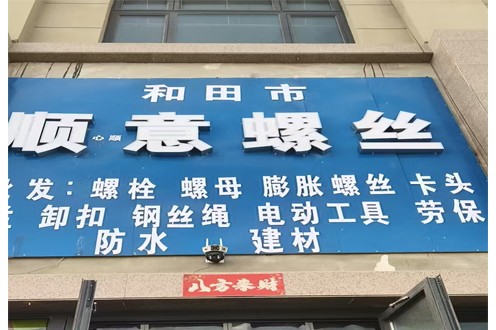 和田市
顺心顺意螺丝
发：螺栓 螺母 膨胀螺丝 卡头
卸扣 钢丝绳 电动工具 劳保
防水 建材
八方来财